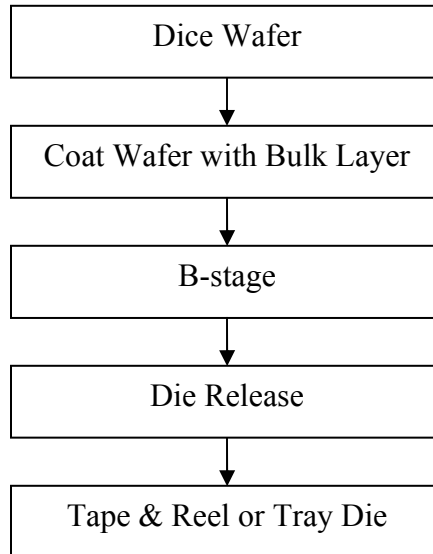 Dice Wafer
Coat Wafer with Bulk Layer
B-stage
Die Release
Tape & Reel or Tray Die